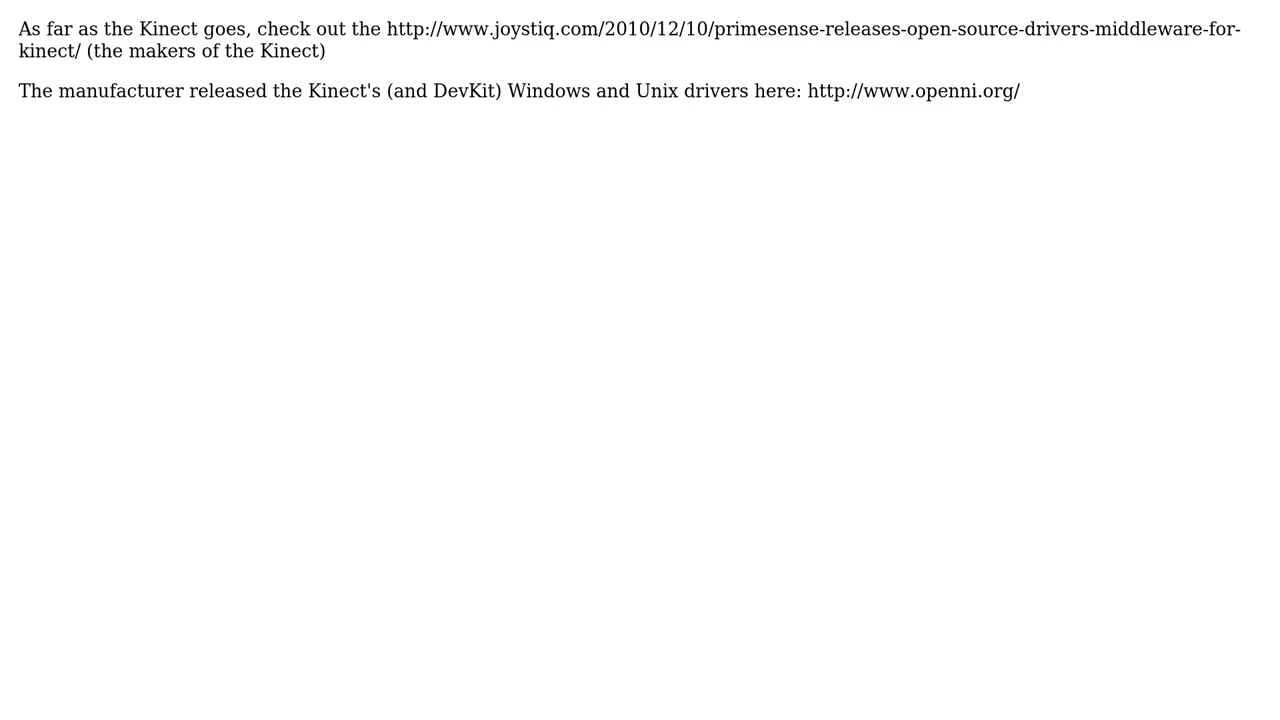 As far as the Kinect goes, check out the http://www.joystiq.com/2010/12/10/primesense-releases-open-source-drivers-middleware-for-
kinect/ (the makers of the Kinect)
The manufacturer released the Kinect's (and DevKit) Windows and Unix drivers here: http://www.openni.org/